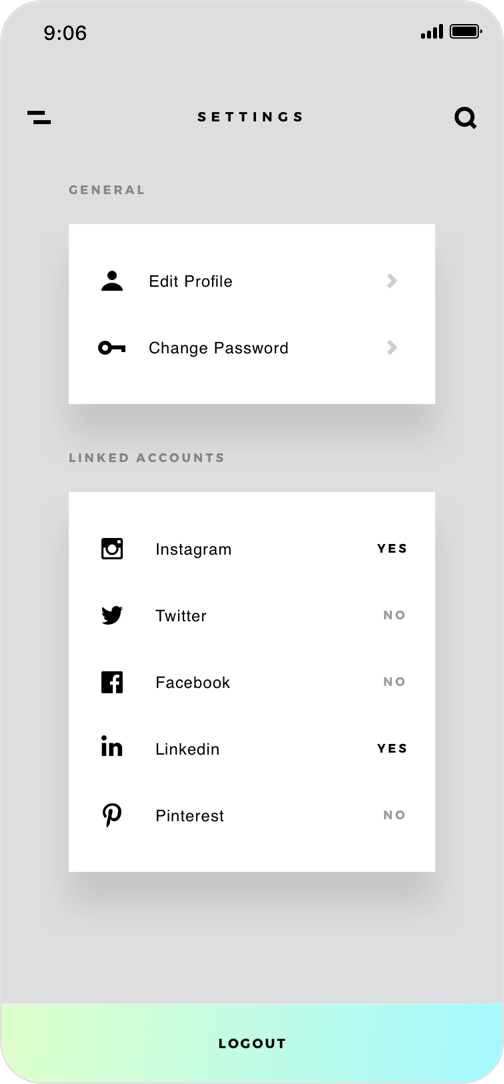 9:06
SETTINGS
GENERAL
Edit Profile
Change Password
LINKED ACCOUNTS
Instagram YES
Twitter NO
Facebook NO
Linkedin YES
Pinterest NO
LOGOUT